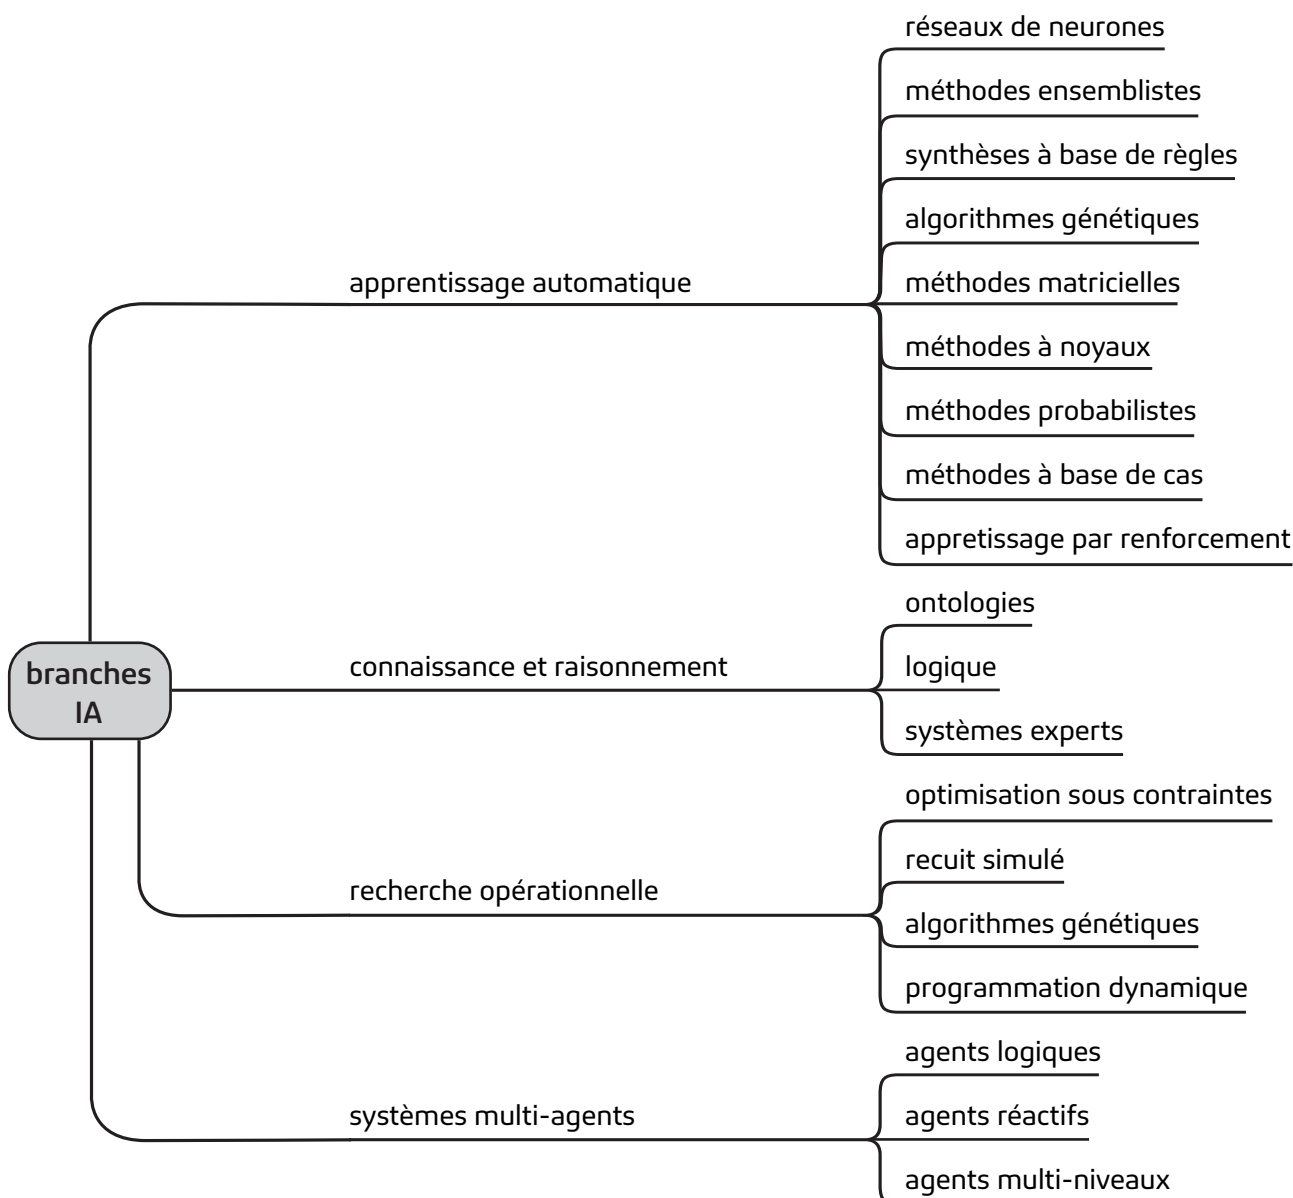 réseaux de neurones
méthodes ensemblistes
synthèses à base de règles
algorithmes génétiques
apprentissage automatique
méthodes matricielles
méthodes à noyaux
méthodes probabilistes
méthodes à base de cas
appretissage par renforcement
ontologies
branches
IA
connaissance et raisonnement
logique
systèmes experts
optimisation sous contraintes
recuit simulé
recherche opérationnelle
algorithmes génétiques
programmation dynamique
agents logiques
systèmes multi-agents
agents réactifs
agents multi-niveaux